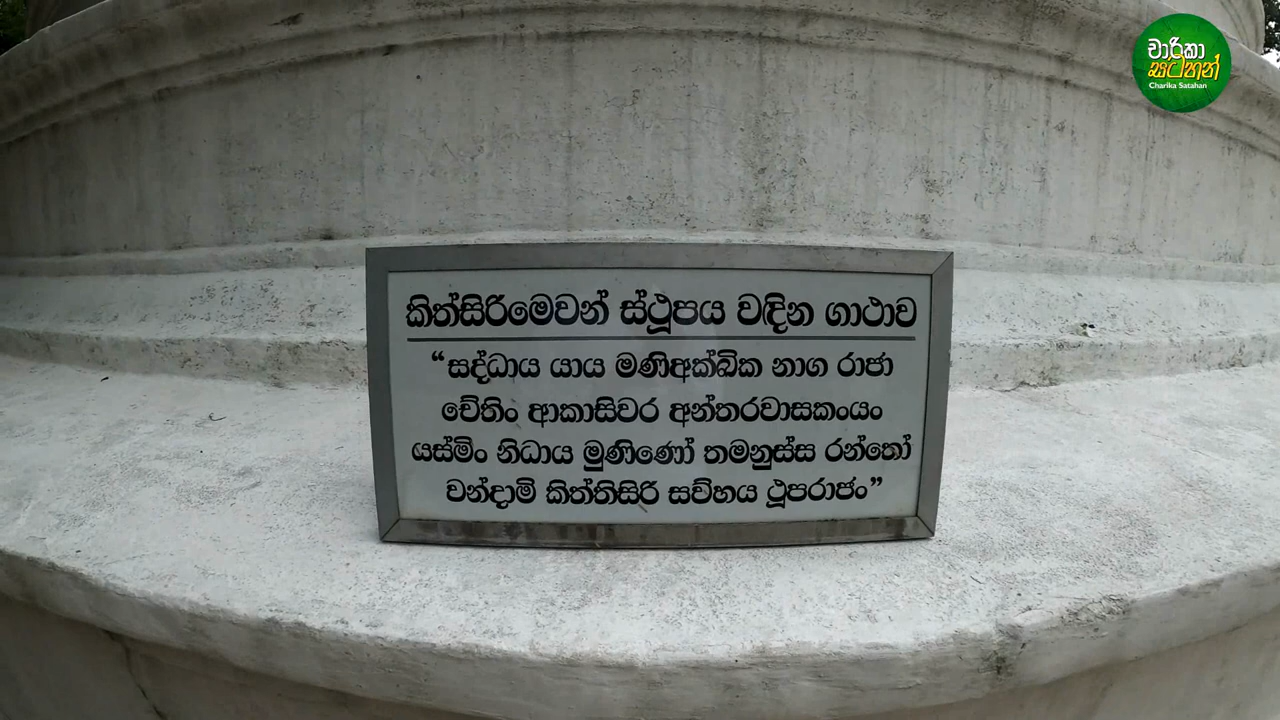 චාරිකා
සටහන්
Charika Satahan
කිත්සිරිමෙවන් ස්ථූපය වඳින ගාථාව
“සද්ධාය යාය මණිඅක්ඛික නාග රාජා
චේතිං ආකාසිවර අන්තරවාසකංයං
යස්මිං නිධාය මුණිණෝ තමනුස්ස රන්තෝ
වන්දාමි කිත්තිසිරි සව්හය ථූපරාජං”